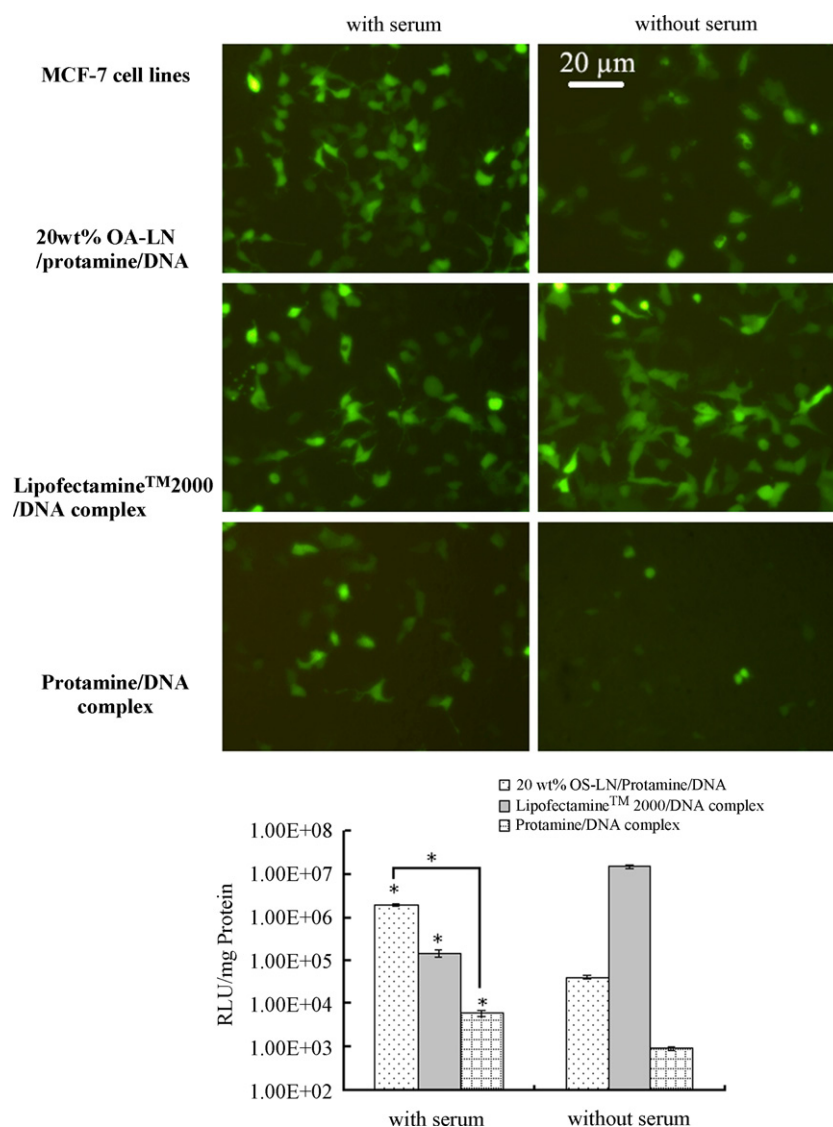 with serum
without serum
MCF-7 cell lines
20 µm
20wt% OA-LN
/protamine/DNA
Lipofectamine™2000
/DNA complex
Protamine/DNA
complex
20 wt% OS-LN/Protamine/DNA
Lipofectamine™ 2000/DNA complex
Protamine/DNA complex
1.00E+08
1.00E+07
1.00E+06
1.00E+05
1.00E+04
1.00E+03
1.00E+02
RLU/mg Protein
*
*
*
*
with serum
without serum